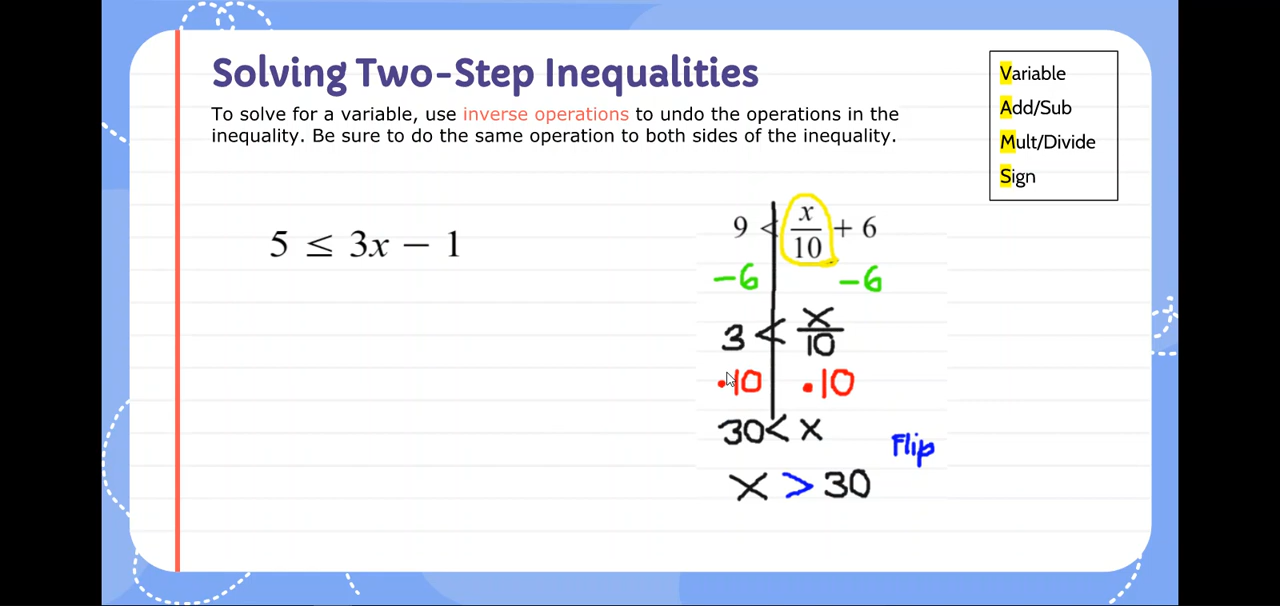 Solving Two-Step Inequalities
To solve for a variable, use inverse operations to undo the operations in the
inequality. Be sure to do the same operation to both sides of the inequality.
Variable
Add/Sub
Mult/Divide
Sign
5 ≤ 3x − 1
9 < x/10 + 6
−6 −6
3 < x/10
•10 •10
30 < x
Flip
x > 30